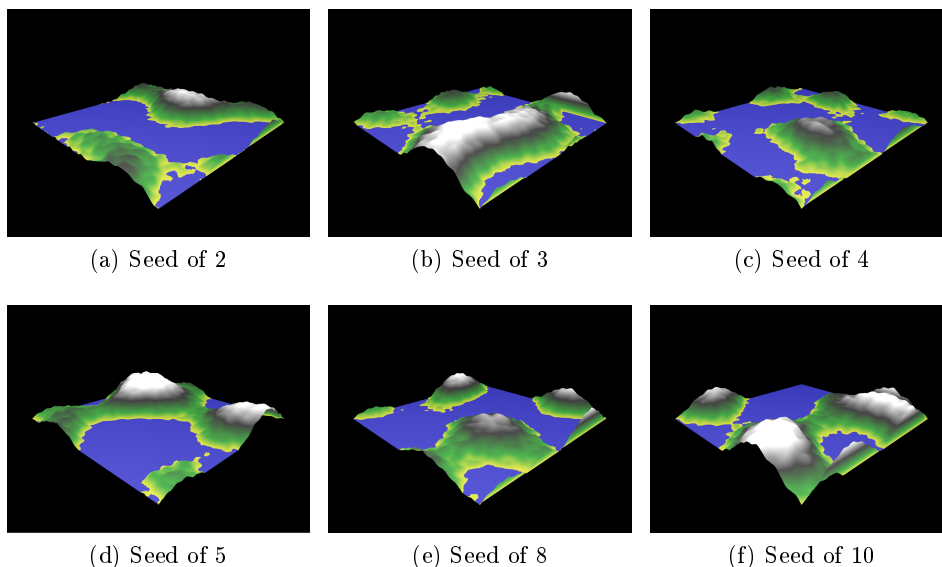 (a) Seed of 2
(b) Seed of 3
(c) Seed of 4
(d) Seed of 5
(e) Seed of 8
(f) Seed of 10